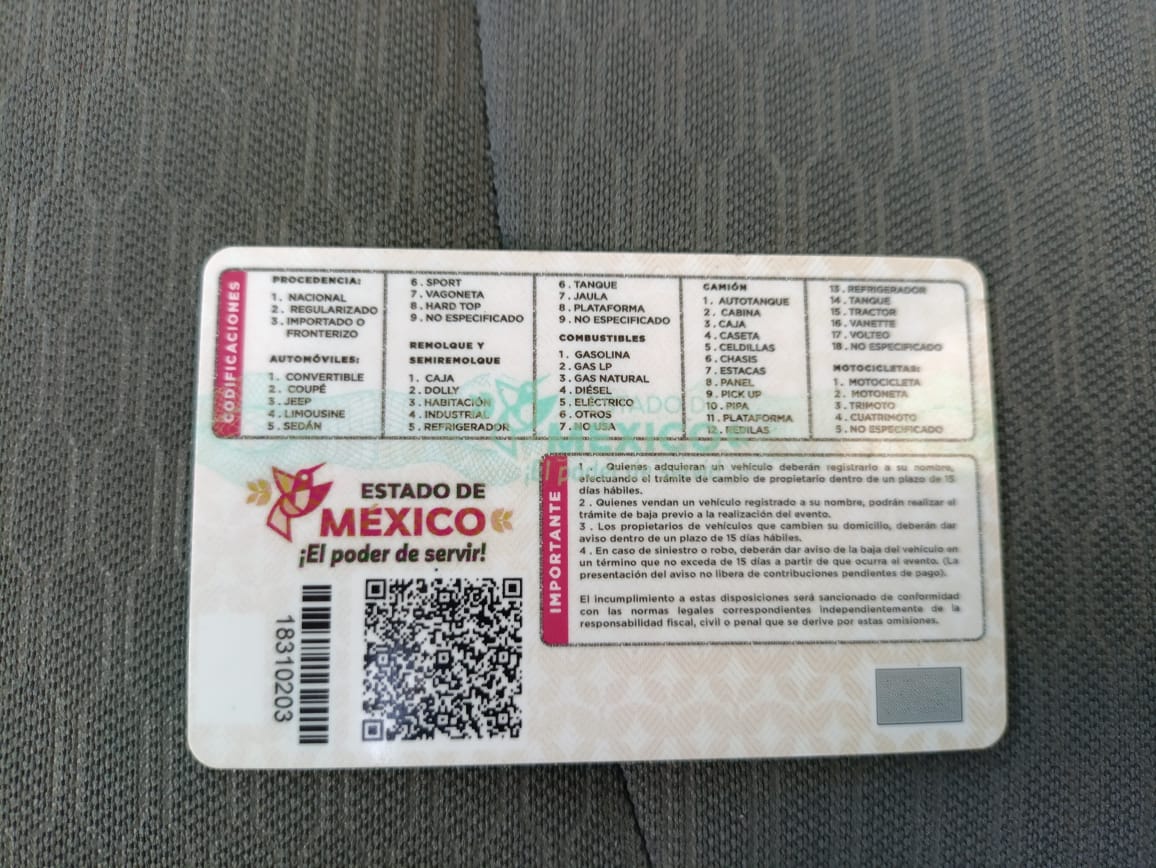 CODIFICACIONES
PROCEDENCIA:
1. NACIONAL
2. REGULARIZADO
3. IMPORTADO O
FRONTERIZO
AUTOMÓVILES:
1. CONVERTIBLE
2. COUPÉ
3. JEEP
4. LIMOUSINE
5. SEDÁN
6. SPORT
7. VAGONETA
8. HARD TOP
9. NO ESPECIFICADO
REMOLQUE Y
SEMIREMOLQUE
1. CAJA
2. DOLLY
3. HABITACIÓN
4. INDUSTRIAL
5. REFRIGERADOR
6. TANQUE
7. JAULA
8. PLATAFORMA
9. NO ESPECIFICADO
COMBUSTIBLES
1. GASOLINA
2. GAS LP
3. GAS NATURAL
4. DIÉSEL
5. ELÉCTRICO
6. OTROS
7. NO USA
CAMIÓN
1. AUTOTANQUE
2. CABINA
3. CAJA
4. CASETA
5. CELDILLAS
6. CHASIS
7. ESTACAS
8. PANEL
9. PICK UP
10. PIPA
11. PLATAFORMA
12. REDILAS
13. REFRIGERADOR
14. TANQUE
15. TRACTOR
16. VANETTE
17. VOLTEO
18. NO ESPECIFICADO
MOTOCICLETAS:
1. MOTOCICLETA
2. MOTONETA
3. TRIMOTO
4. CUATRIMOTO
5. NO ESPECIFICADO
ESTADO DE
MÉXICO
¡El poder de servir!
ESTADO DE
MÉXICO
¡El poder de servir!
18310203
IMPORTANTE
1. Quienes adquieran un vehículo deberán registrarlo a su nombre,
efectuando el trámite de cambio de propietario dentro de un plazo de 15
días hábiles.
2. Quienes vendan un vehículo registrado a su nombre, podrán realizar el
trámite de baja previo a la realización del evento.
3. Los propietarios de vehículos que cambien su domicilio, deberán dar
aviso dentro de un plazo de 15 días hábiles.
4. En caso de siniestro o robo, deberán dar aviso de la baja del vehículo en
un término que no exceda de 15 días a partir de que ocurra el evento. (La
presentación del aviso no libera de contribuciones pendientes de pago).
El incumplimiento a estas disposiciones será sancionado de conformidad
con las normas legales correspondientes independientemente de la
responsabilidad fiscal, civil o penal que se derive por estas omisiones.